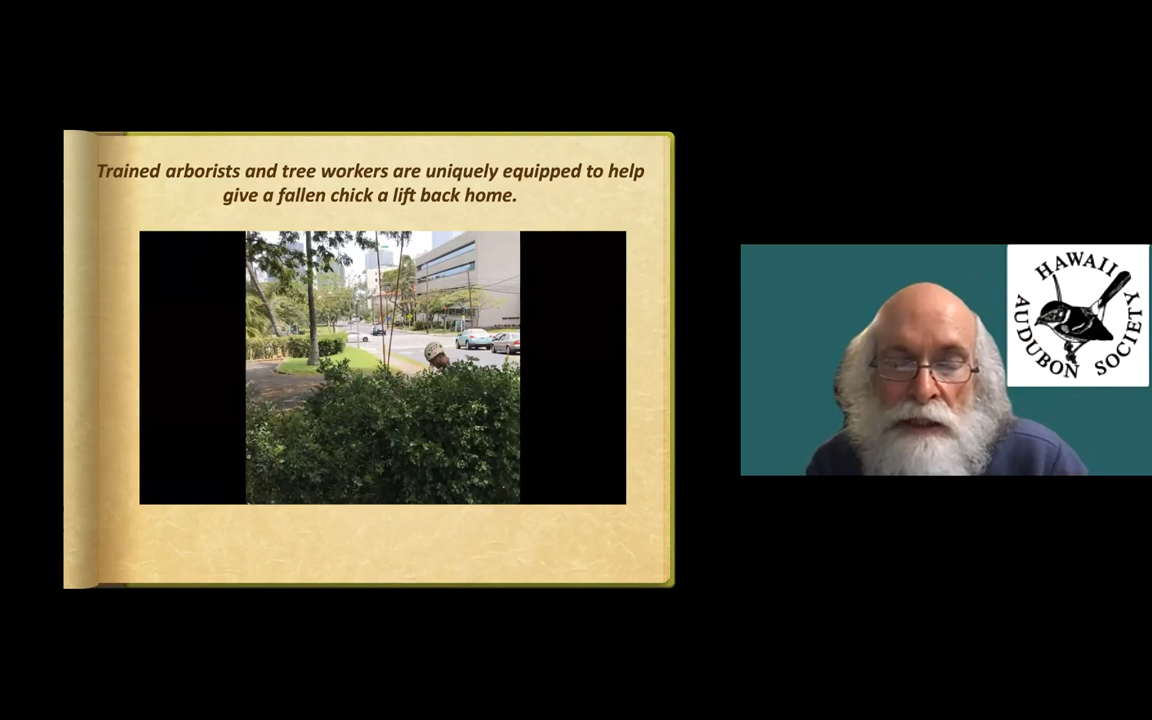 Trained arborists and tree workers are uniquely equipped to help
give a fallen chick a lift back home.
HAWAII
AUDUBON SOCIETY